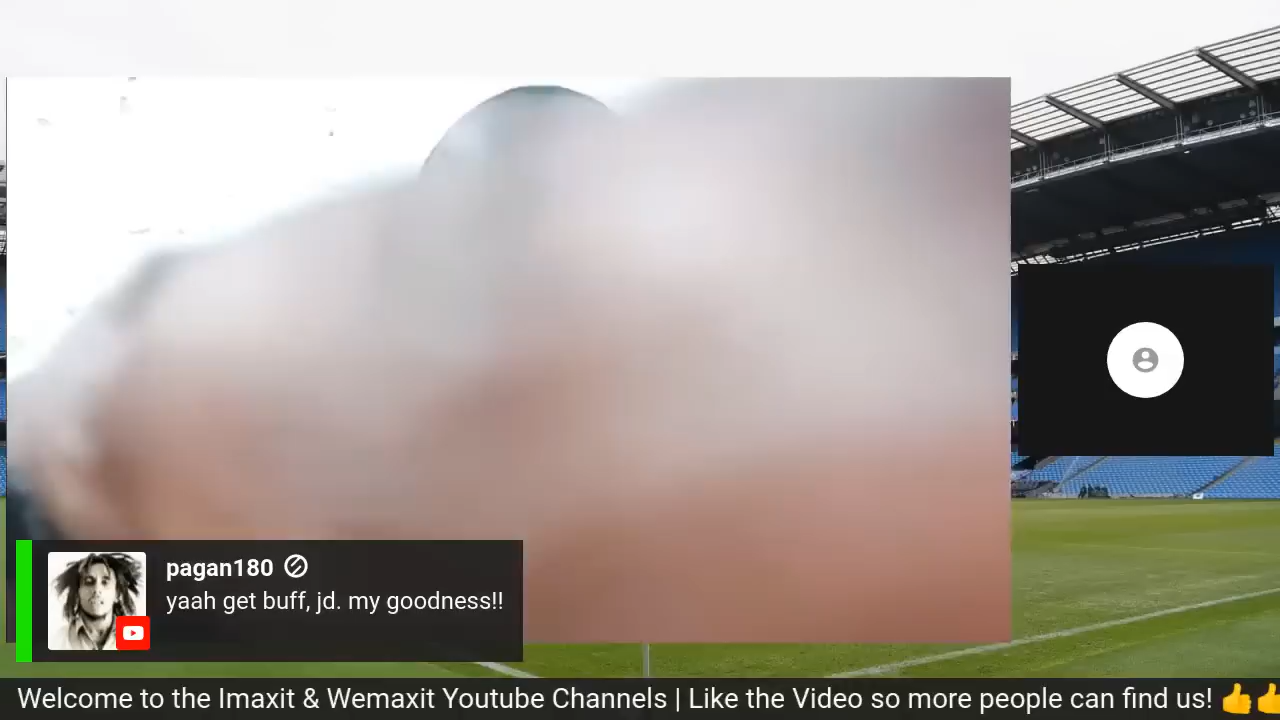 pagan180
yaah get buff, jd. my goodness!!
Welcome to the Imaxit & Wemaxit Youtube Channels | Like the Video so more people can find us! 👍👍